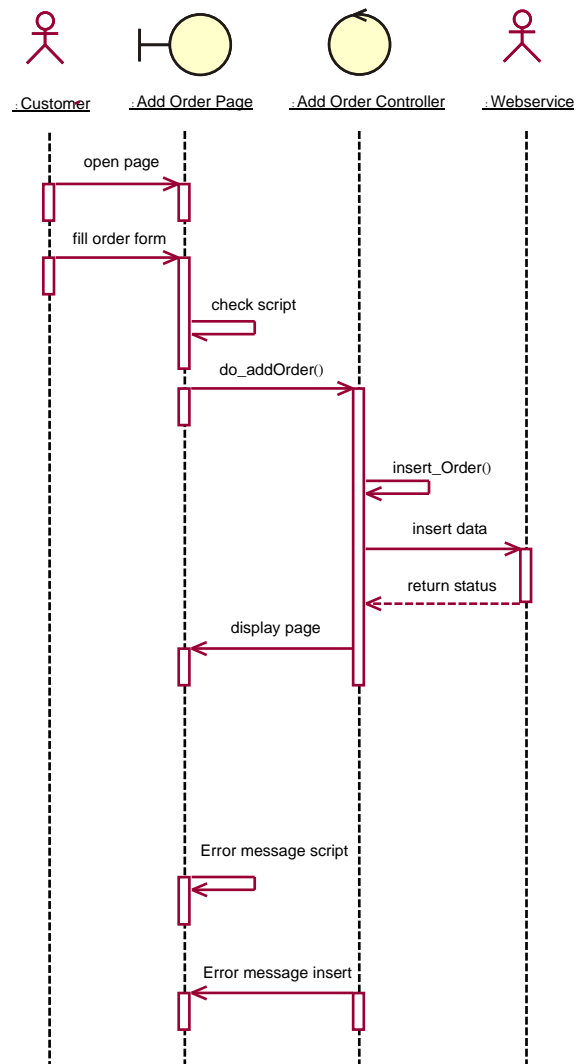 : Customer
: Add Order Page
: Add Order Controller
: Webservice
open page
fill order form
check script
do_addOrder()
insert_Order()
insert data
return status
display page
Error message script
Error message insert